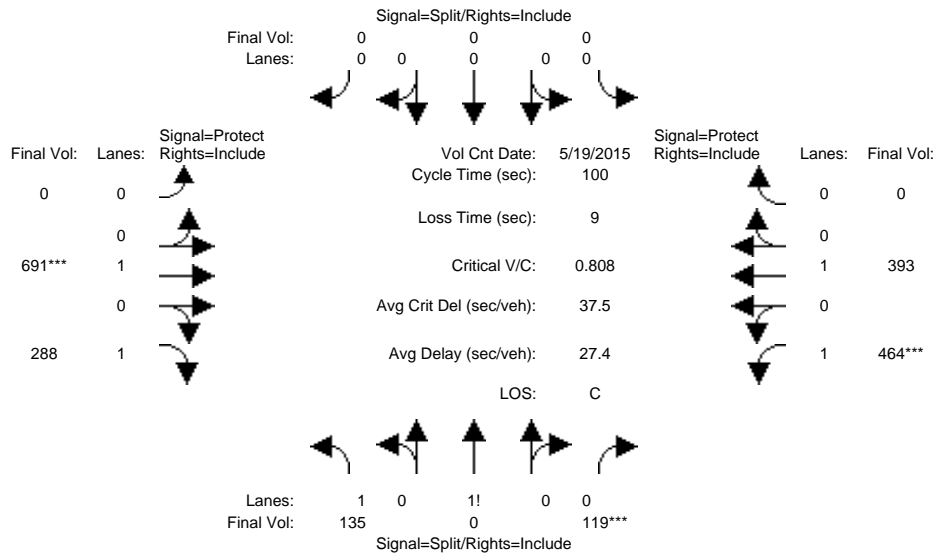 Signal=Split/Rights=Include
Final Vol: 0 0 0
Lanes: 0 0 0 0 0
Signal=Protect Signal=Protect
Final Vol: Lanes: Rights=Include Vol Cnt Date: 5/19/2015 Rights=Include Lanes: Final Vol:
Cycle Time (sec): 100
0 0 0 0
Loss Time (sec): 9
0 0
691*** 1 Critical V/C: 0.808 1 393
0 Avg Crit Del (sec/veh): 37.5 0
288 1 Avg Delay (sec/veh): 27.4 1 464***
LOS: C
Lanes: 1 0 1! 0 0
Final Vol: 135 0 119***
Signal=Split/Rights=Include